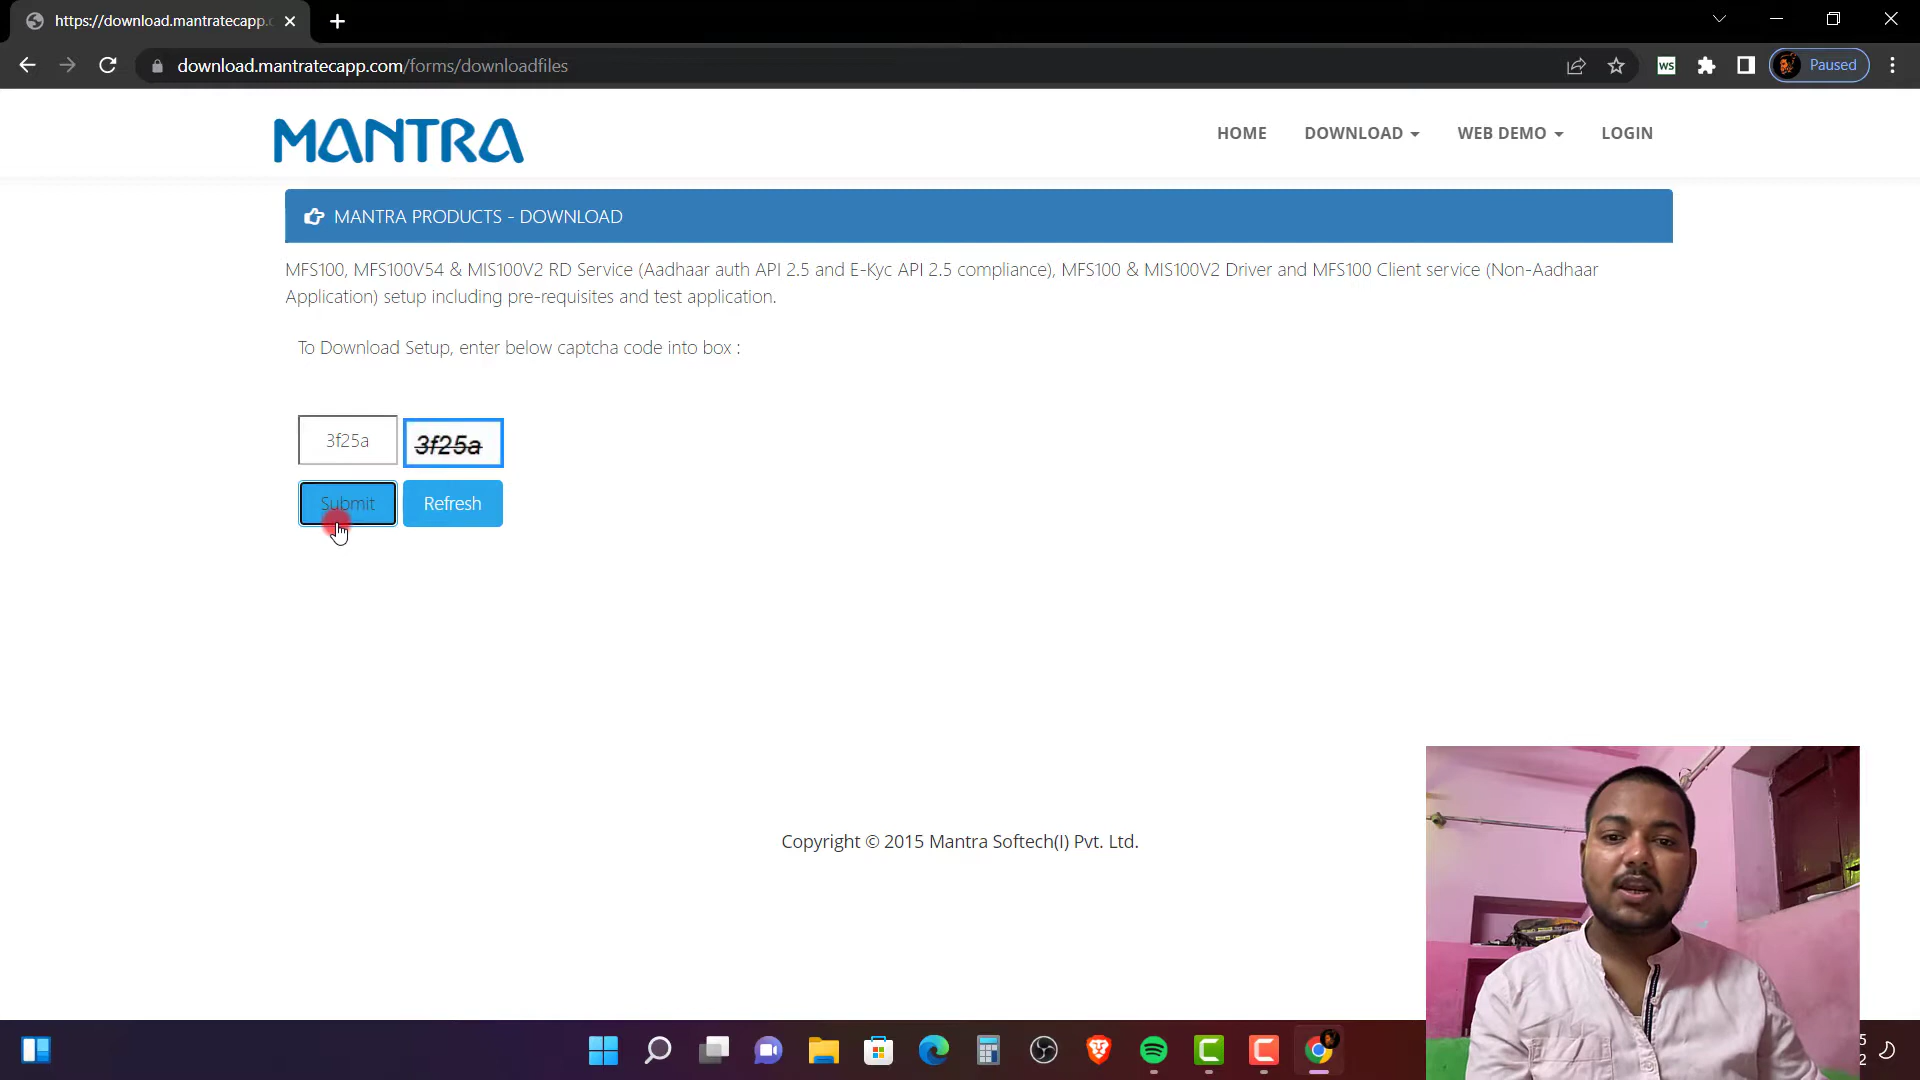 https://download.mantratecapp.c
download.mantratecapp.com/forms/downloadfiles
WS
Paused
MANTRA
HOME
DOWNLOAD
WEB DEMO
LOGIN
MANTRA PRODUCTS - DOWNLOAD
MFS100, MFS100V54 & MIS100V2 RD Service (Aadhaar auth API 2.5 and E-Kyc API 2.5 compliance), MFS100 & MIS100V2 Driver and MFS100 Client service (Non-Aadhaar
Application) setup including pre-requisites and test application.
To Download Setup, enter below captcha code into box :
3f25a
3f25a
Submit
Refresh
Copyright © 2015 Mantra Softech(I) Pvt. Ltd.
5
2